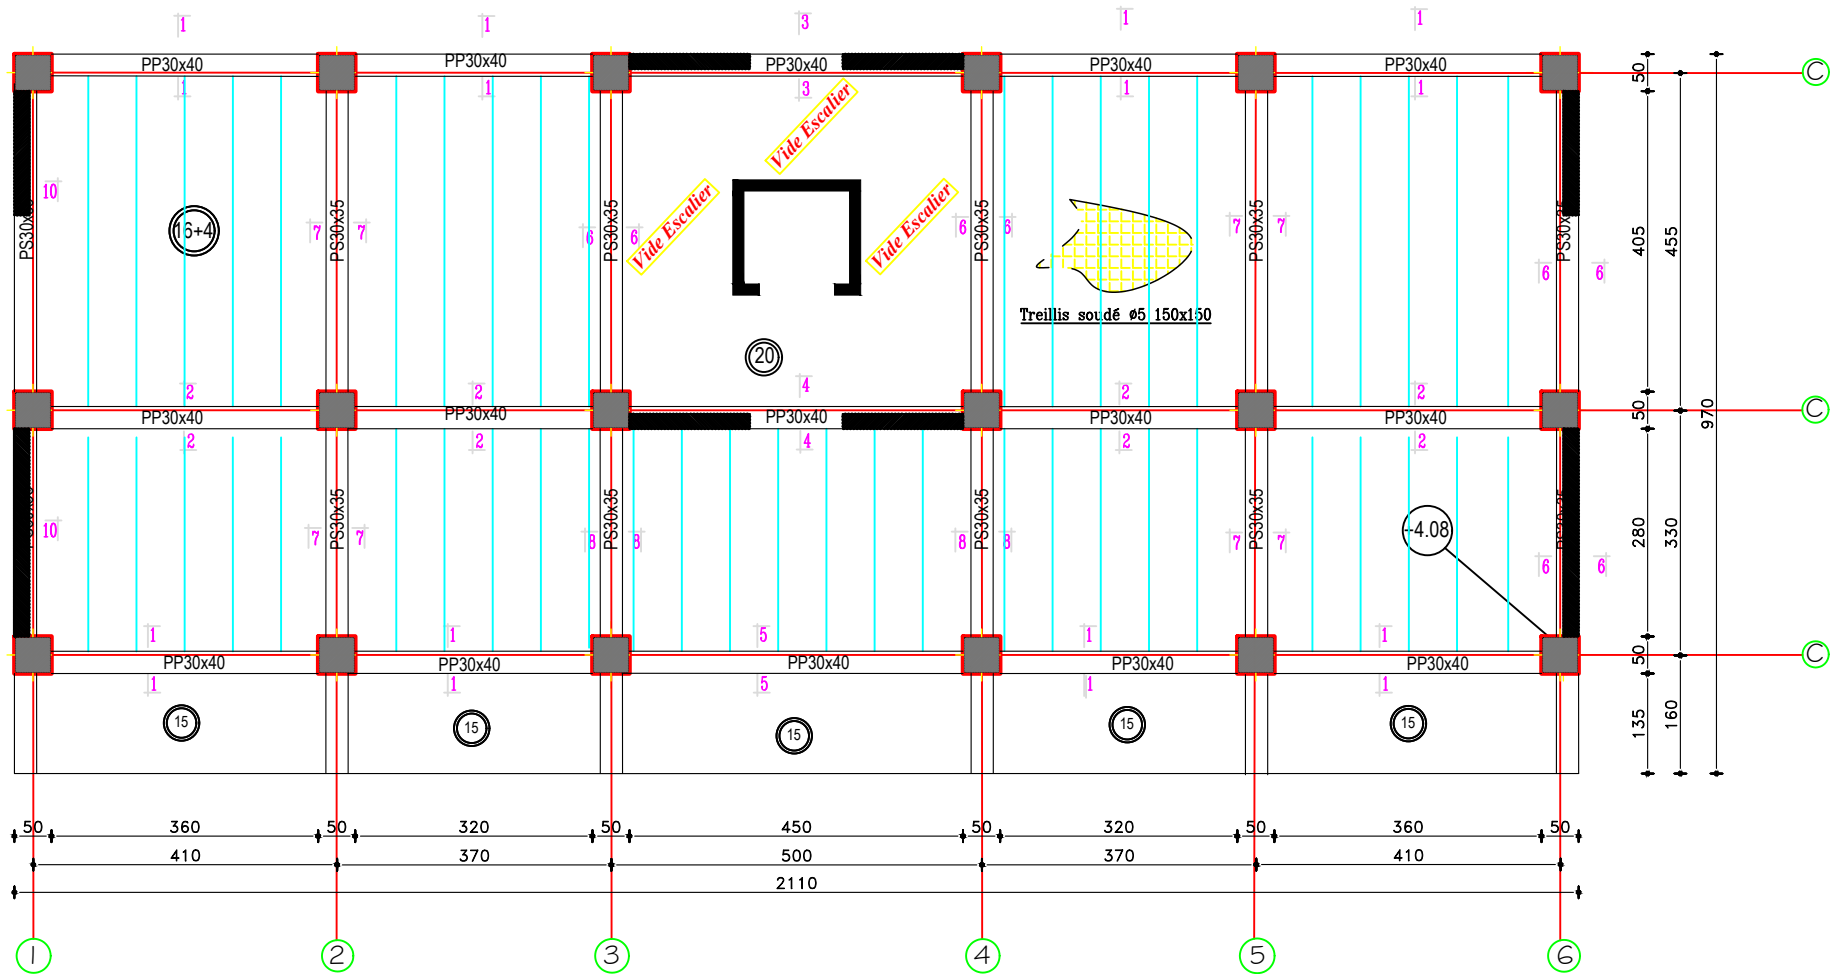 1 1 3 1 1
PP30x40 PP30x40 PP30x40 PP30x40 PP30x40 C
1 1 3 1 1
50
Vide Escalier
Vide Escalier Vide Escalier
10 16+4 7 PS30x35 7 6 PS30x35 6 6 PS30x35 6 7 PS30x35 7 PS30x35
405 455
6 6
Treillis soudé ø5 150x150
20
2 2 4 2 2
PP30x40 PP30x40 PP30x40 PP30x40 PP30x40 50 970 C
2 2 4 2 2
10 7 PS30x35 7 8 PS30x35 8 8 PS30x35 8 7 PS30x35 7 -4.08
280 330
6 6
1 1 5 1 1
PP30x40 PP30x40 PP30x40 PP30x40 PP30x40 50 C
1 1 5 1 1
15 15 15 15 15 135 160
50 360 50 320 50 450 50 320 50 360 50
410 370 500 370 410
2110
1 2 3 4 5 6